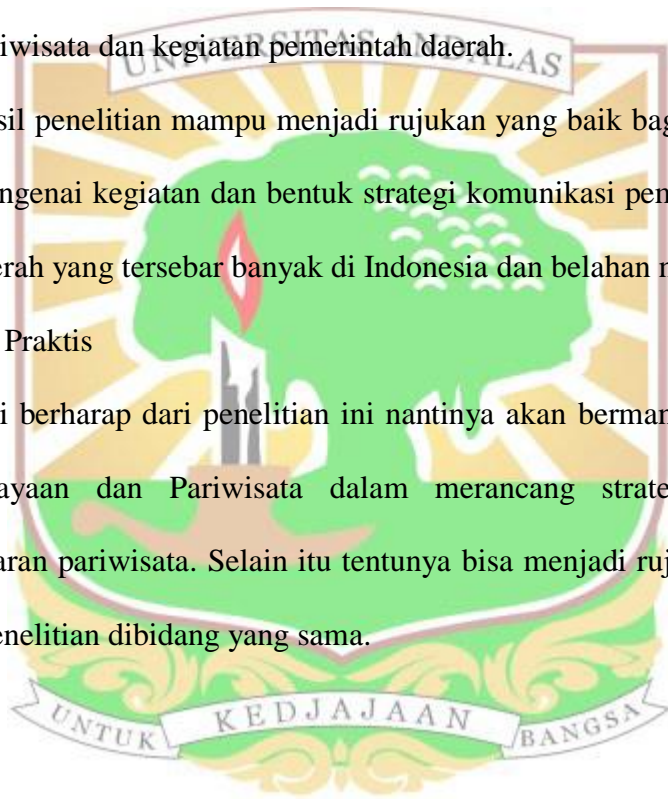 iwisata dan kegiatan pemerintah daerah.
UNIVERSITAS ANDALAS
sil penelitian mampu menjadi rujukan yang baik bag
ngenai kegiatan dan bentuk strategi komunikasi pem
erah yang tersebar banyak di Indonesia dan belahan n
Praktis
i berharap dari penelitian ini nantinya akan berman
ayaan dan Pariwisata dalam merancang strate
aran pariwisata. Selain itu tentunya bisa menjadi ruj
enelitian dibidang yang sama.
UNTUK KEDJAJAAN BANGSA